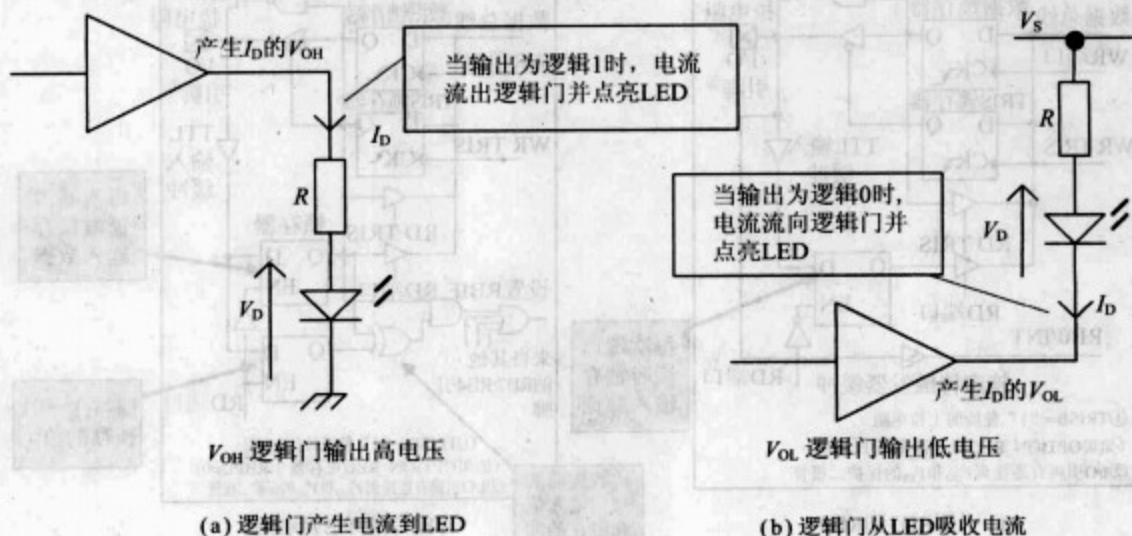 产生I_D的V_OH
当输出为逻辑1时，电流
流出逻辑门并点亮LED
I_D
R
V_D
V_OH 逻辑门输出高电压
(a) 逻辑门产生电流到LED
V_S
R
当输出为逻辑0时，
电流流向逻辑门并
点亮LED
V_D
I_D
产生I_D的V_OL
V_OL 逻辑门输出低电压
(b) 逻辑门从LED吸收电流